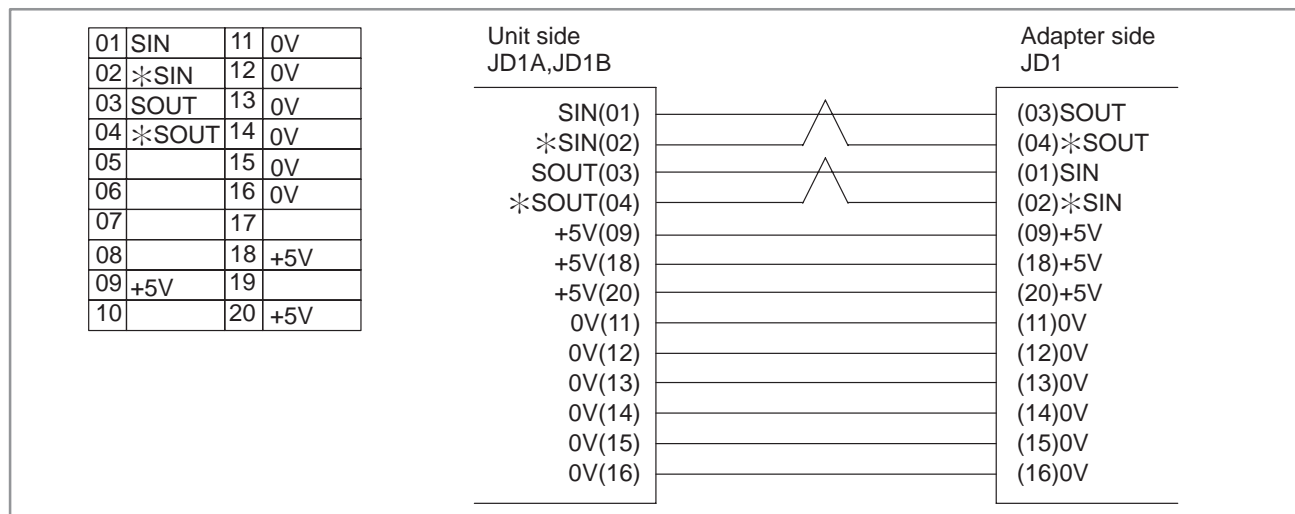 01 SIN 11 0V
02 ✳SIN 12 0V
03 SOUT 13 0V
04 ✳SOUT 14 0V
05 15 0V
06 16 0V
07 17
08 18 +5V
09 +5V 19
10 20 +5V
Unit side
JD1A,JD1B
Adapter side
JD1
SIN(01) (03)SOUT
✳SIN(02) (04)✳SOUT
SOUT(03) (01)SIN
✳SOUT(04) (02)✳SIN
+5V(09) (09)+5V
+5V(18) (18)+5V
+5V(20) (20)+5V
0V(11) (11)0V
0V(12) (12)0V
0V(13) (13)0V
0V(14) (14)0V
0V(15) (15)0V
0V(16) (16)0V